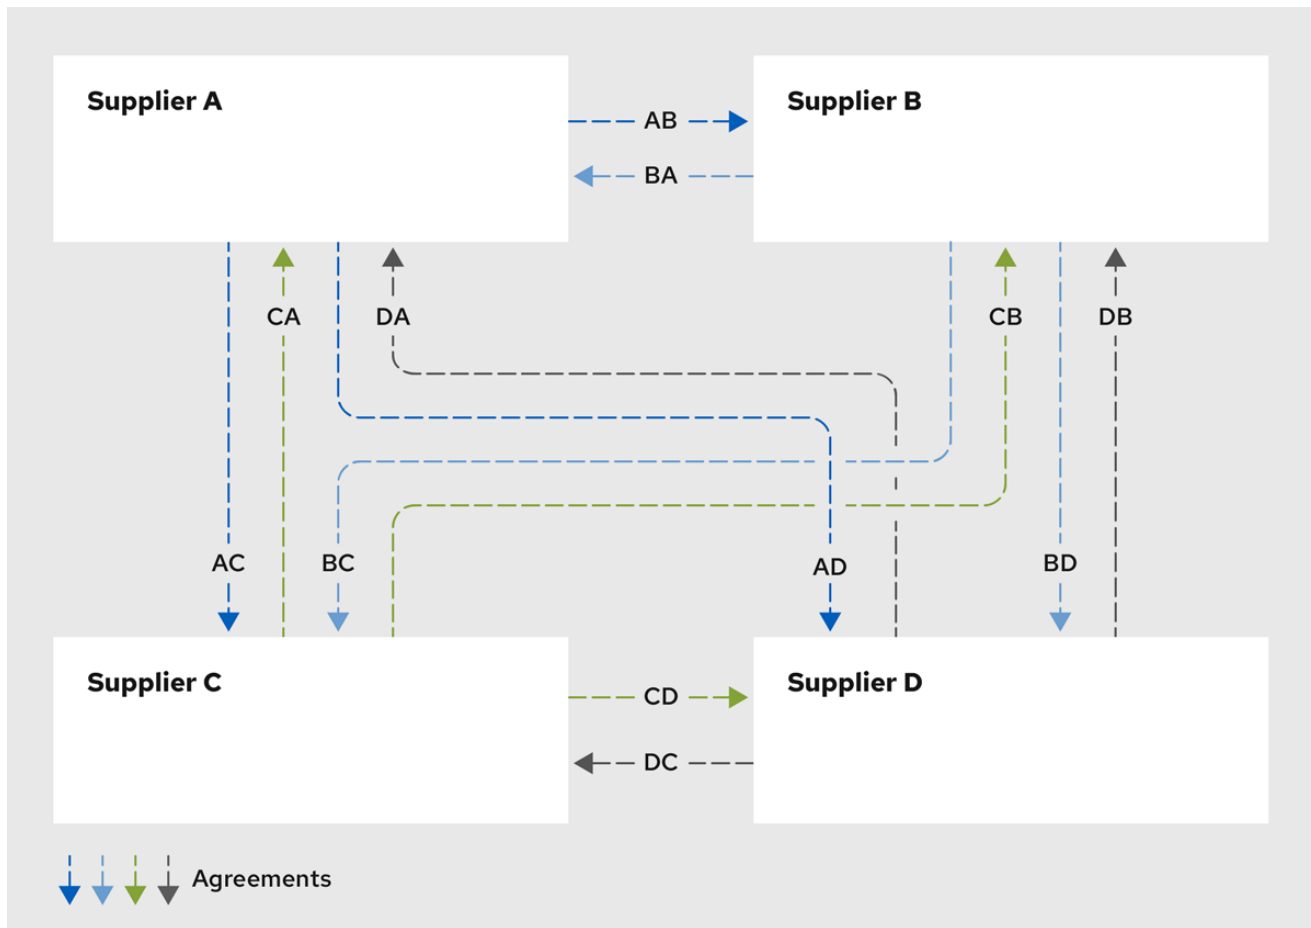 Supplier A
Supplier B
AB
BA
CA
DA
CB
DB
AC
BC
AD
BD
Supplier C
Supplier D
CD
DC
Agreements